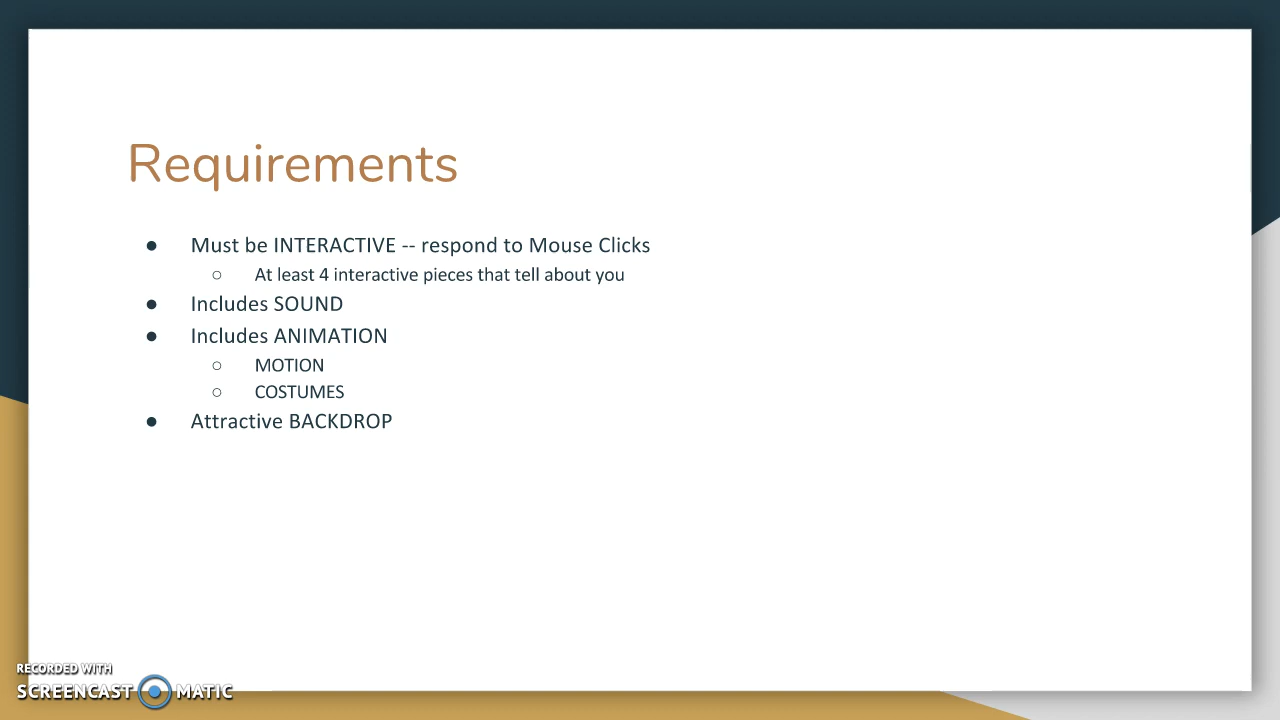 Requirements
● Must be INTERACTIVE -- respond to Mouse Clicks
○ At least 4 interactive pieces that tell about you
● Includes SOUND
● Includes ANIMATION
○ MOTION
○ COSTUMES
● Attractive BACKDROP
RECORDED WITH
SCREENCAST MATIC